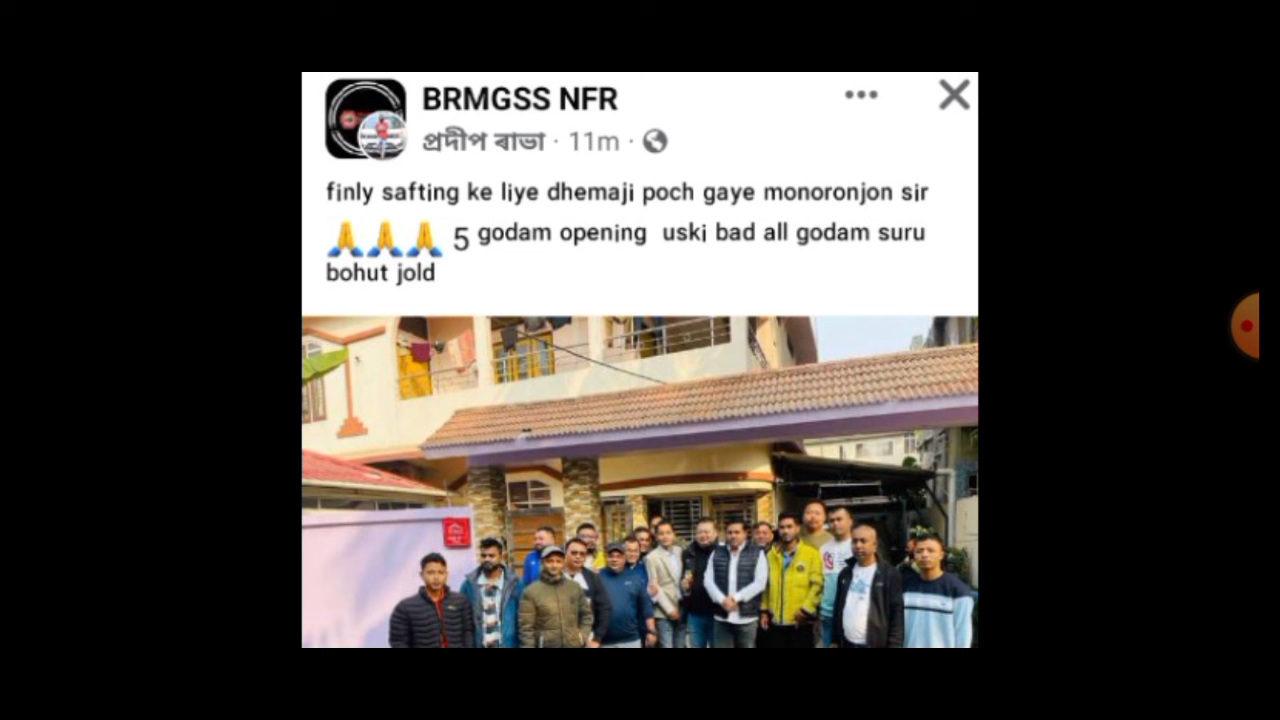 BRMGSS NFR
প্ৰদীপ ৰাভা · 11m ·
finly safting ke liye dhemaji poch gaye monoronjon sir
🙏🙏🙏 5 godam opening uski bad all godam suru
bohut jold